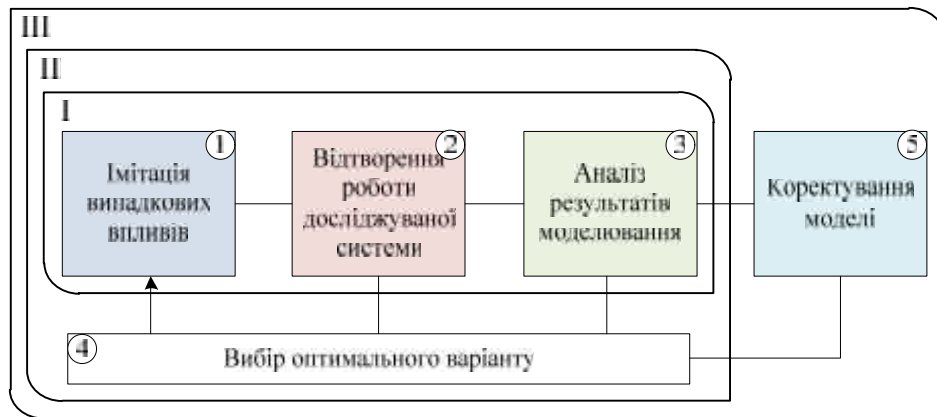 III
II
I
1
Імітація
випадкових
впливів
2
Відтворення
роботи
досліджуваної
системи
3
Аналіз
результатів
моделювання
5
Коректування
моделі
4
Вибір оптимального варіанту